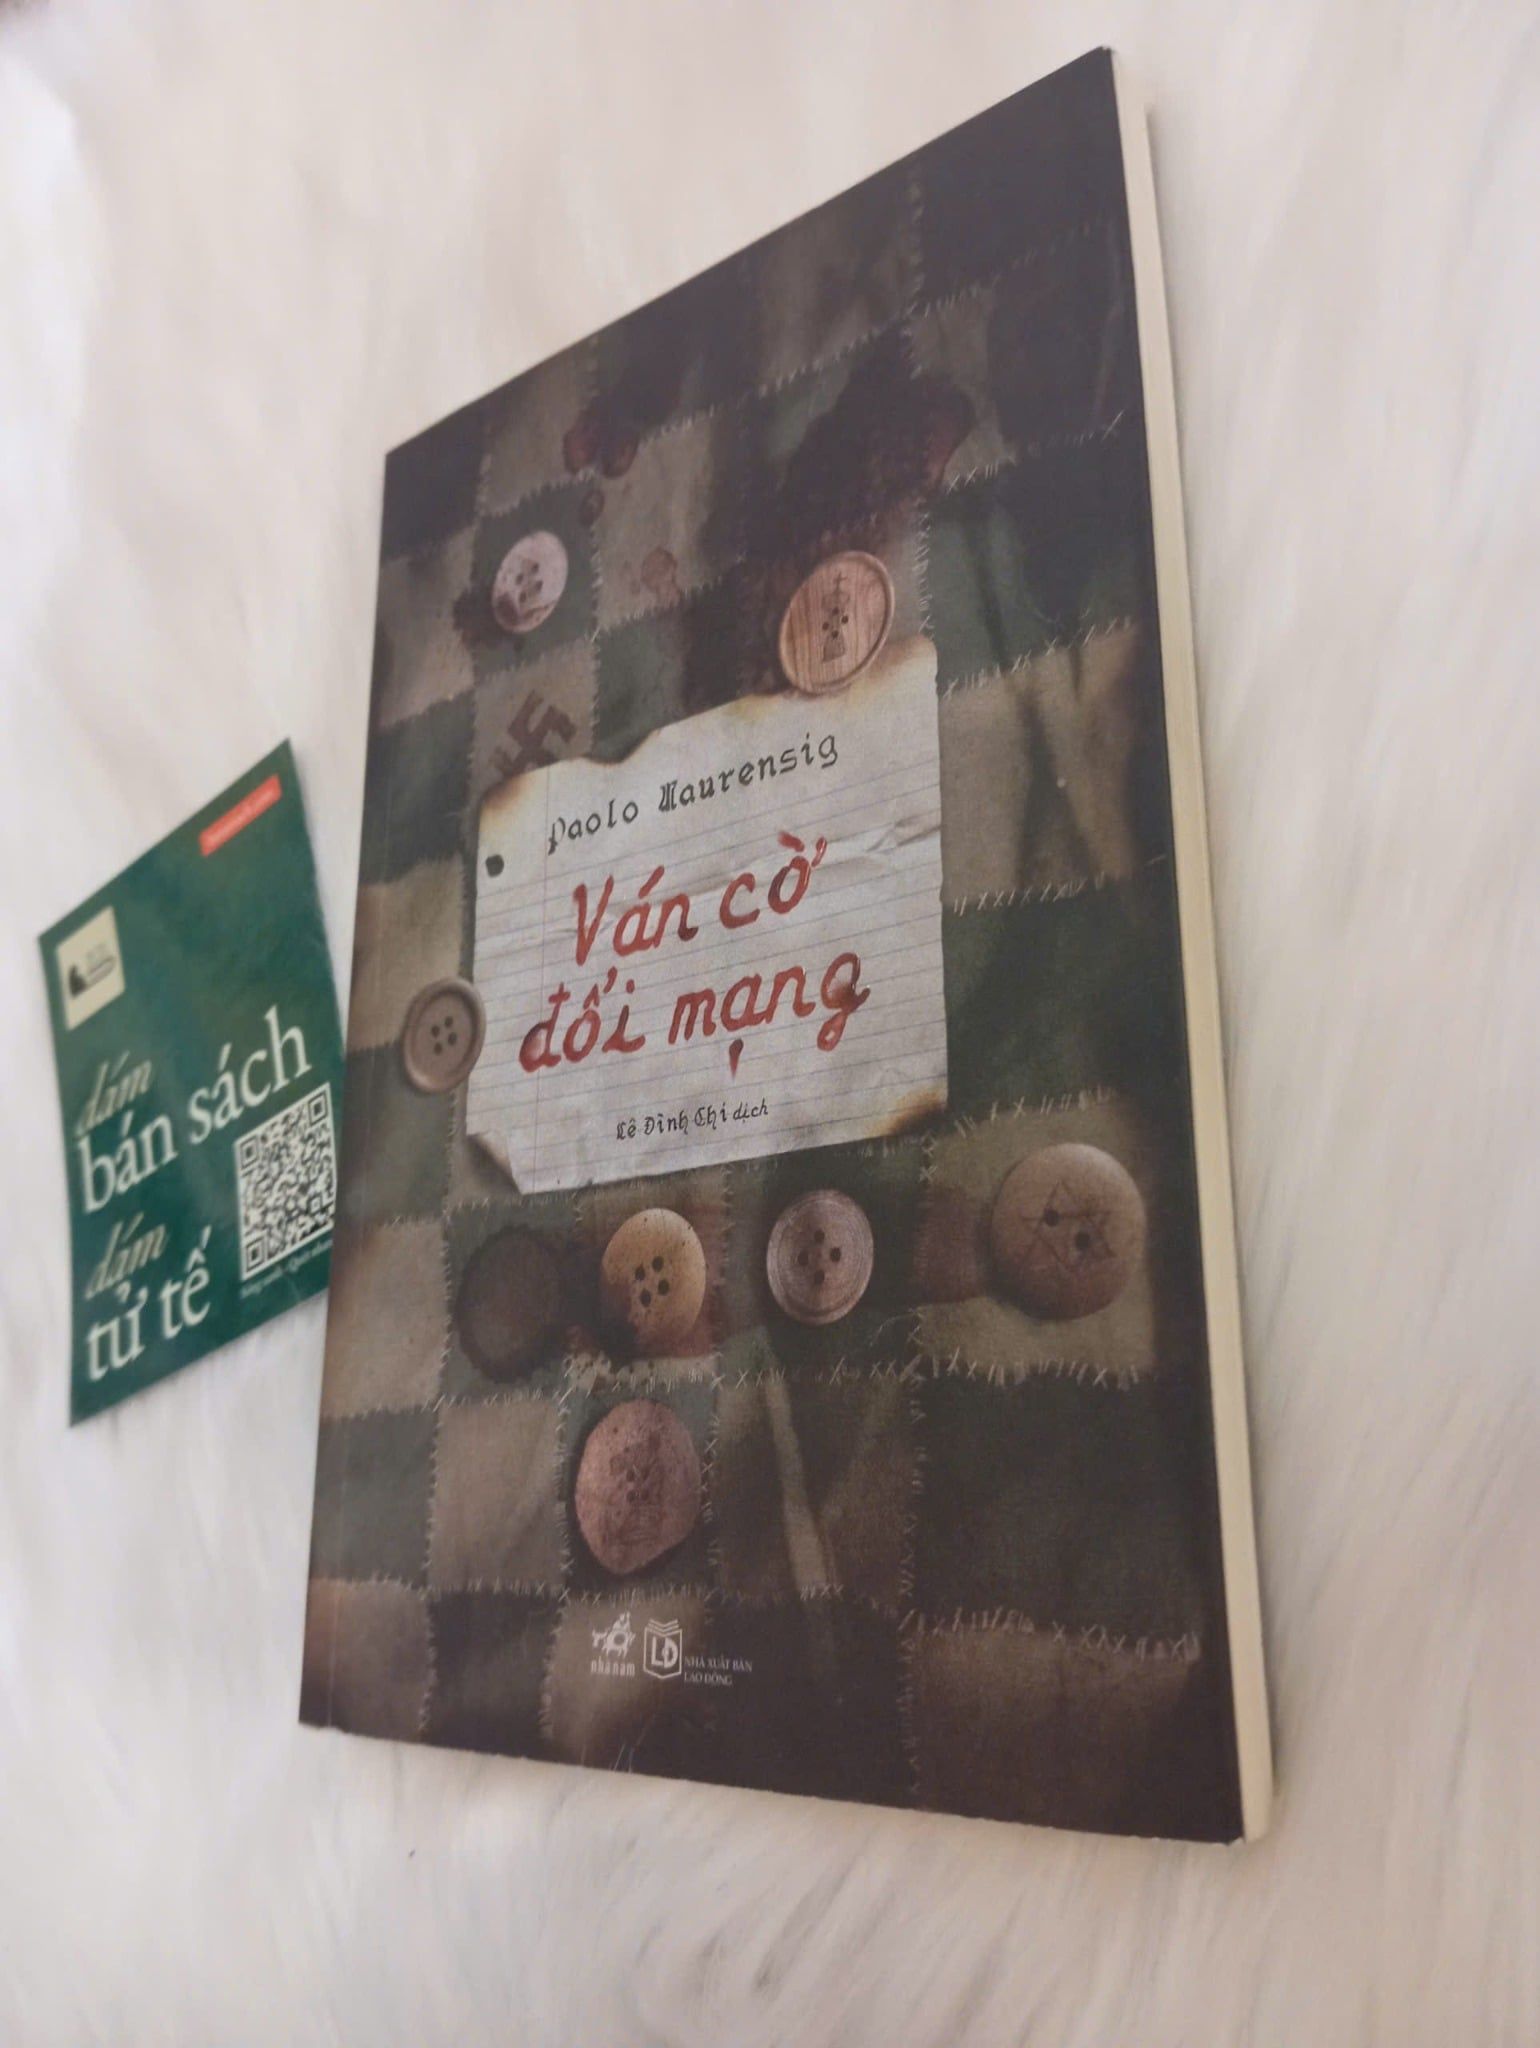 Paolo Maurensig
Ván cờ
đổi mạng
Lê Đình Chi dịch
nhã nam
LĐ
NHÀ XUẤT BẢN
LAO ĐỘNG
dám
bán sách
dám
tử tế